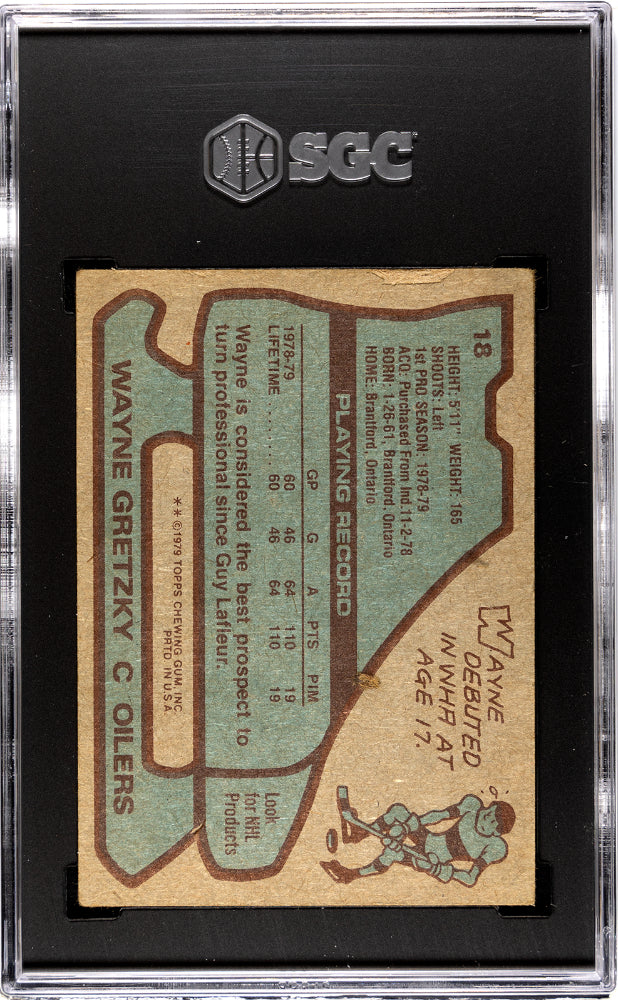 SGC
18
HEIGHT: 5'11" WEIGHT: 165
SHOOTS: Left
1st PRO SEASON: 1978-79
ACQ: Purchased From Ind. 11-2-78
BORN: 1-26-61, Brantford, Ontario
HOME: Brantford, Ontario
WAYNE
DEBUTED
IN WHA AT
AGE 17.
PLAYING RECORD
GP G A PTS PIM
1978-79 60 46 64 110 19
LIFETIME ........ 60 46 64 110 19
Wayne is considered the best prospect to
turn professional since Guy Lafleur.
Look
for NHL
Products
**©1979 TOPPS CHEWING GUM, INC.
PRTD IN U.S.A.
WAYNE GRETZKY C OILERS